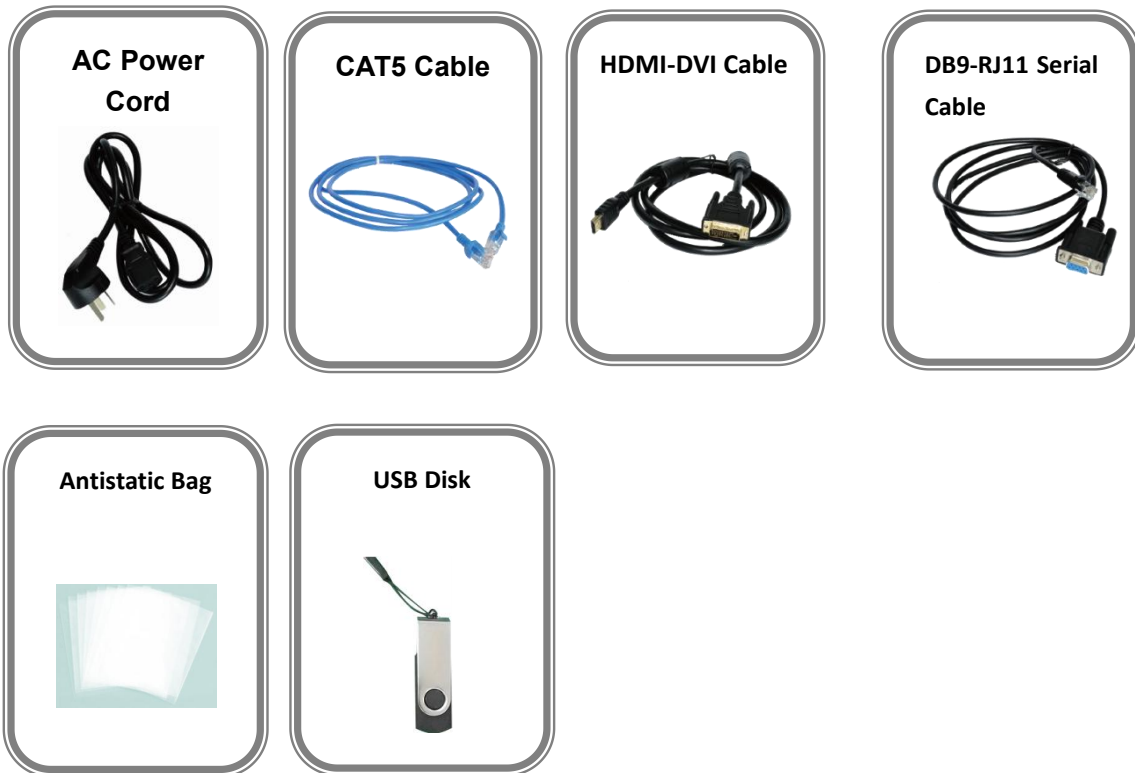 AC Power
Cord
CAT5 Cable
HDMI-DVI Cable
DB9-RJ11 Serial
Cable
Antistatic Bag
USB Disk